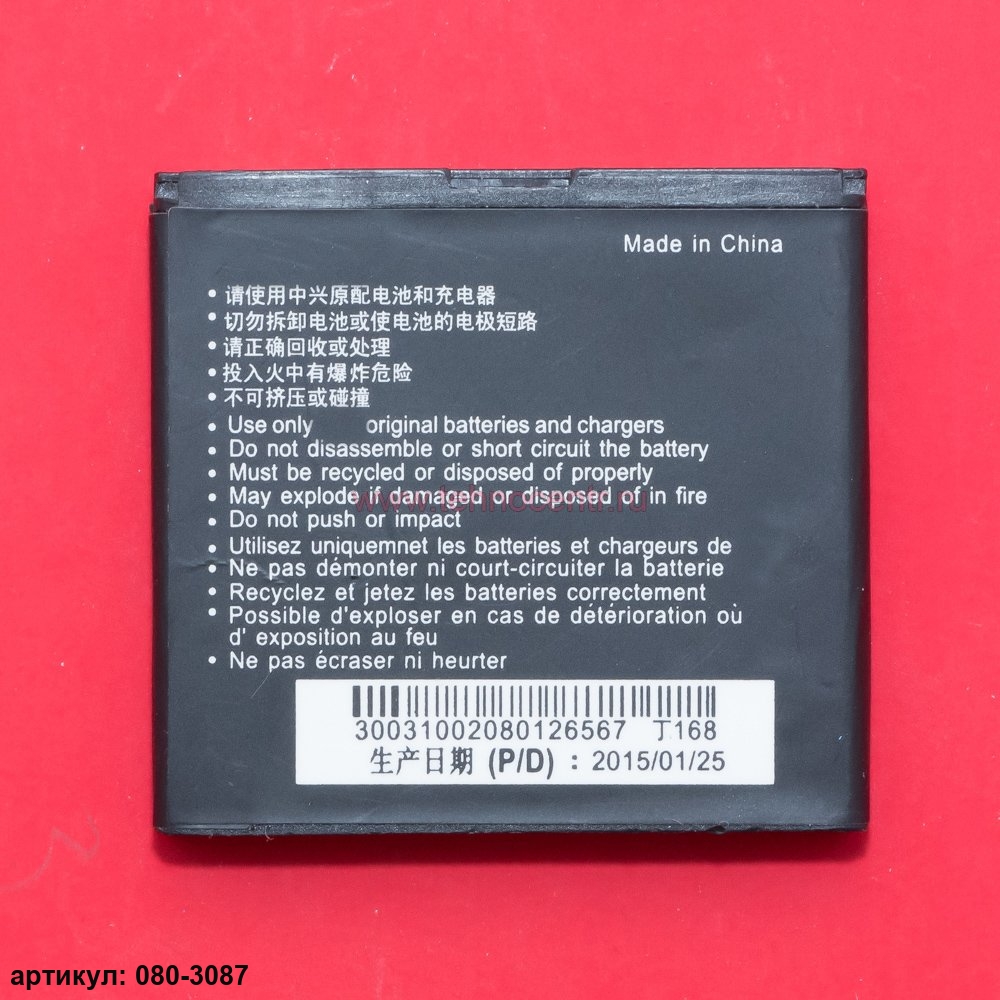 Made in China
• 请使用中兴原配电池和充电器
• 切勿拆卸电池或使电池的电极短路
• 请正确回收或处理
• 投入火中有爆炸危险
• 不可挤压或碰撞
• Use only original batteries and chargers
• Do not disassemble or short circuit the battery
• Must be recycled or disposed of properly
• May explode if damaged or disposed of in fire
www.tehnocentr.ru
• Do not push or impact
• Utilisez uniquemnet les batteries et chargeurs de
• Ne pas démonter ni court-circuiter la batterie
• Recyclez et jetez les batteries correctement
• Possible d'exploser en cas de détérioration où
d' exposition au feu
• Ne pas écraser ni heurter
30031002080126567 丁168
生产日期 (P/D) : 2015/01/25
артикул: 080-3087